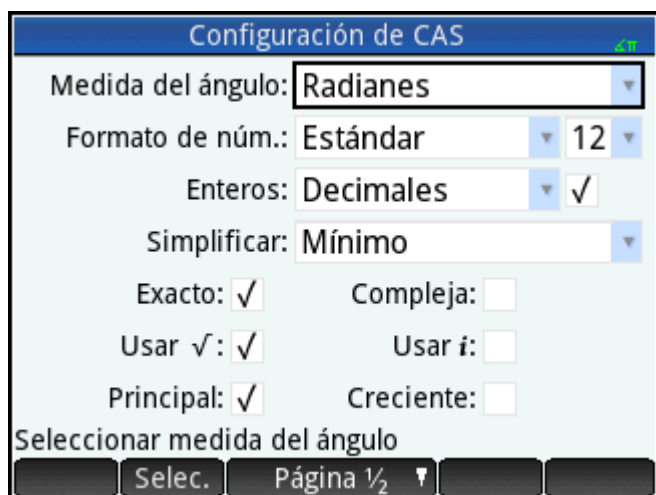 Configuración de CAS
∡π
Medida del ángulo: Radianes
Formato de núm.: Estándar 12
Enteros: Decimales √
Simplificar: Mínimo
Exacto: √ Compleja:
Usar √: √ Usar i:
Principal: √ Creciente:
Seleccionar medida del ángulo
Selec. Página ½